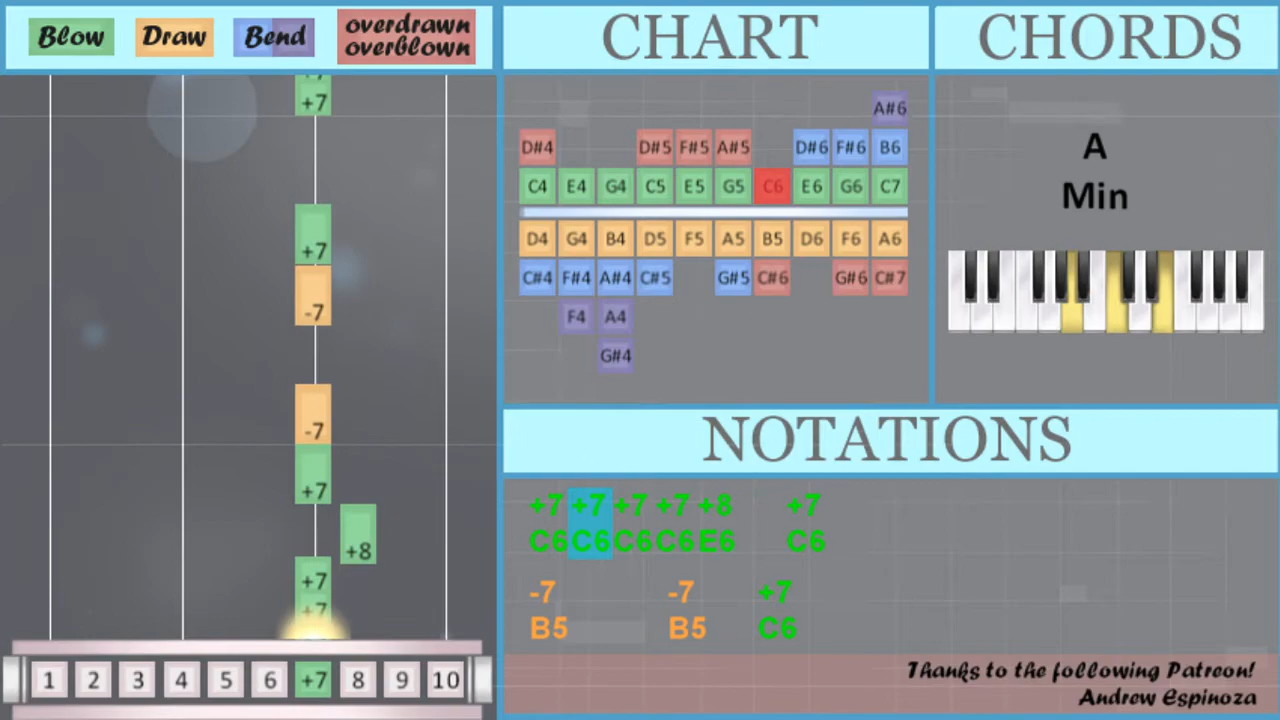 Blow Draw Bend overdrawn
overblown
CHART
CHORDS
+7
+7
+7
-7
-7
+7
+8
+7
+7
1 2 3 4 5 6 +7 8 9 10
A#6
D#4 D#5 F#5 A#5 D#6 F#6 B6
C4 E4 G4 C5 E5 G5 C6 E6 G6 C7
D4 G4 B4 D5 F5 A5 B5 D6 F6 A6
C#4 F#4 A#4 C#5 G#5 C#6 G#6 C#7
F4 A4
G#4
A
Min
NOTATIONS
+7 +7 +7 +7 +8 +7
C6 C6 C6 C6 E6 C6
-7 -7 +7
B5 B5 C6
Thanks to the following Patreon!
Andrew Espinoza